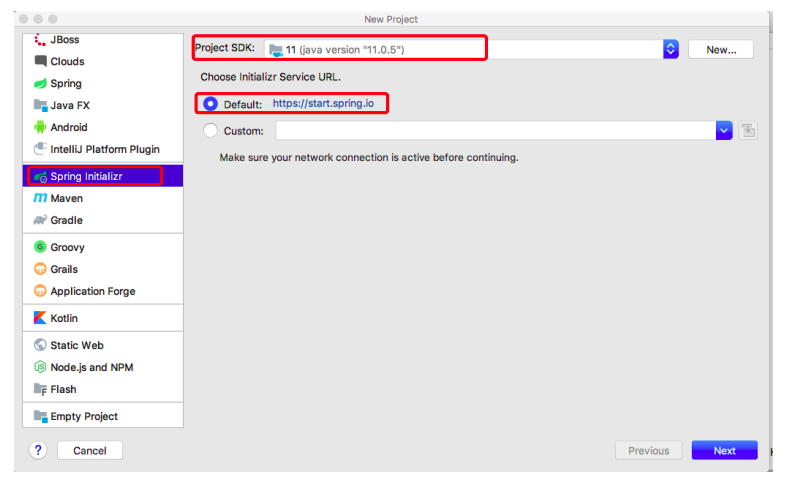 New Project
JBoss
Clouds
Spring
Java FX
Android
IntelliJ Platform Plugin
Spring Initializr
Maven
Gradle
Groovy
Grails
Application Forge
Kotlin
Static Web
Node.js and NPM
Flash
Empty Project
Project SDK: 11 (java version "11.0.5") New...
Choose Initializr Service URL.
Default: https://start.spring.io
Custom:
Make sure your network connection is active before continuing.
? Cancel Previous Next